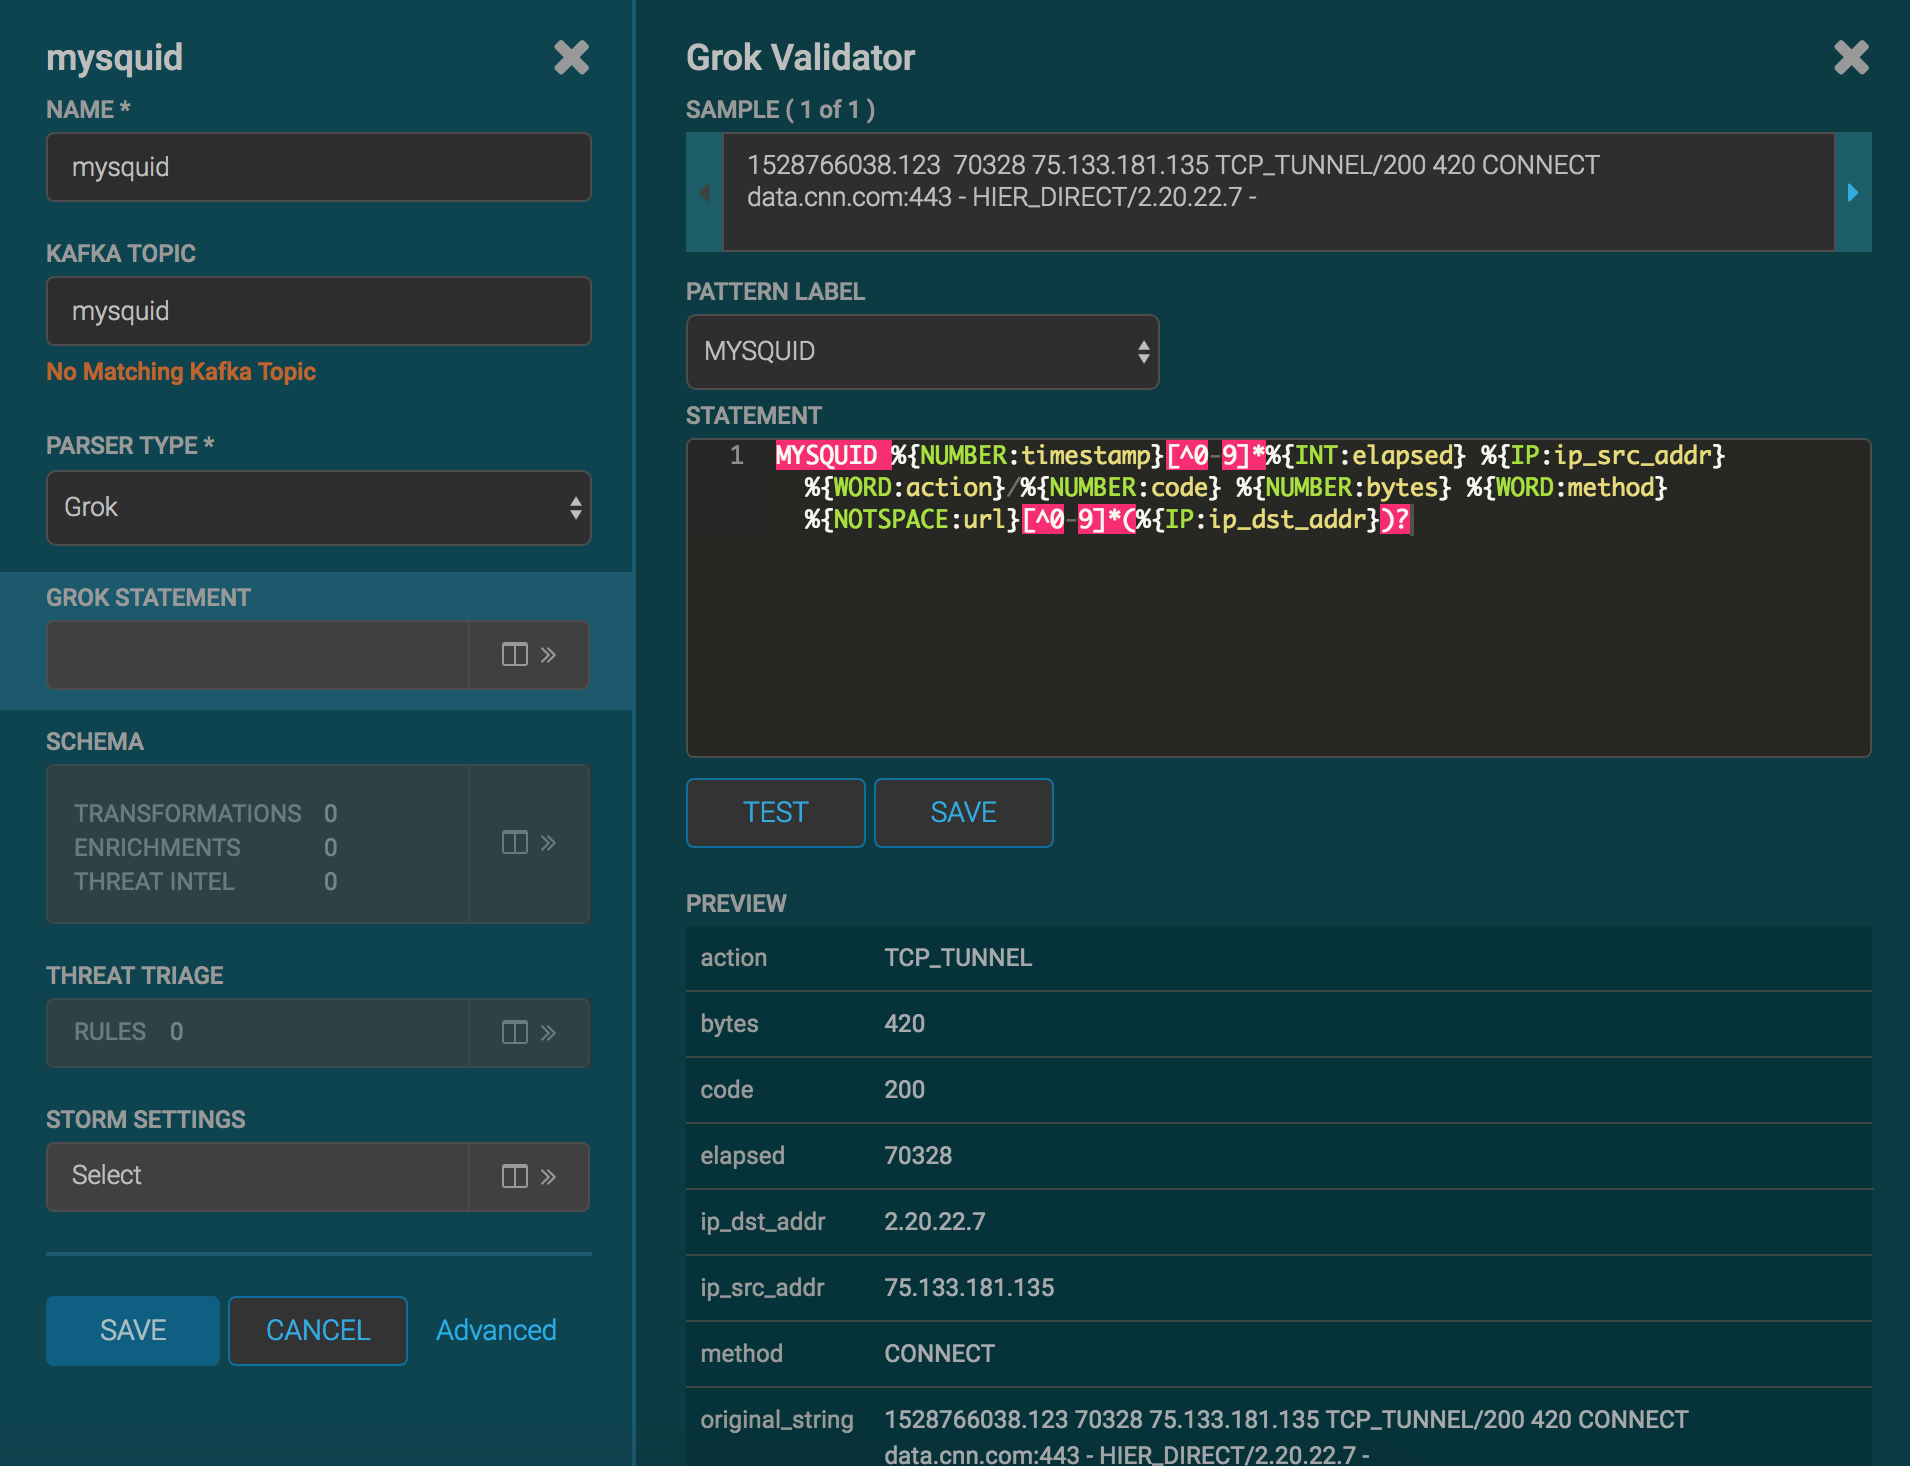 mysquid
NAME *
mysquid
KAFKA TOPIC
mysquid
No Matching Kafka Topic
PARSER TYPE *
Grok
GROK STATEMENT
SCHEMA
TRANSFORMATIONS 0
ENRICHMENTS 0
THREAT INTEL 0
THREAT TRIAGE
RULES 0
STORM SETTINGS
Select
SAVE CANCEL Advanced
Grok Validator
SAMPLE ( 1 of 1 )
1528766038.123  70328 75.133.181.135 TCP_TUNNEL/200 420 CONNECT
data.cnn.com:443 - HIER_DIRECT/2.20.22.7 -
PATTERN LABEL
MYSQUID
STATEMENT
1 MYSQUID %{NUMBER:timestamp}[^0-9]*%{INT:elapsed} %{IP:ip_src_addr}
%{WORD:action}/%{NUMBER:code} %{NUMBER:bytes} %{WORD:method}
%{NOTSPACE:url}[^0-9]*(%{IP:ip_dst_addr})?
TEST SAVE
PREVIEW
action TCP_TUNNEL
bytes 420
code 200
elapsed 70328
ip_dst_addr 2.20.22.7
ip_src_addr 75.133.181.135
method CONNECT
original_string 1528766038.123 70328 75.133.181.135 TCP_TUNNEL/200 420 CONNECT
data.cnn.com:443 - HIER_DIRECT/2.20.22.7 -